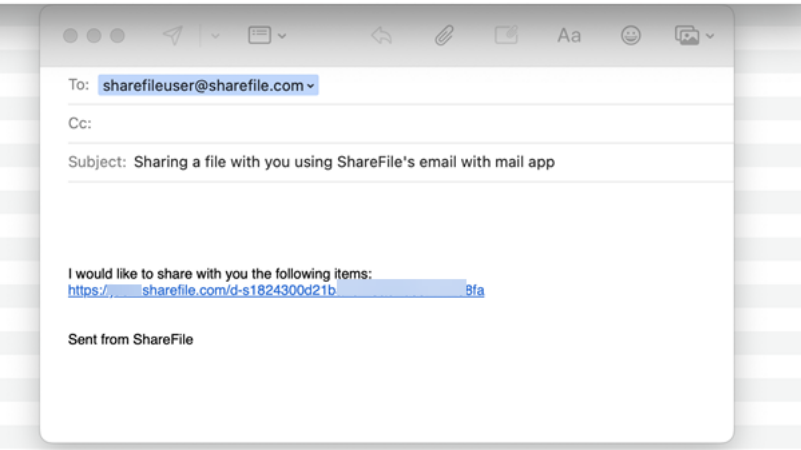 Aa
To: sharefileuser@sharefile.com
Cc:
Subject: Sharing a file with you using ShareFile's email with mail app
I would like to share with you the following items:
https:/ sharefile.com/d-s1824300d21b 8fa
Sent from ShareFile